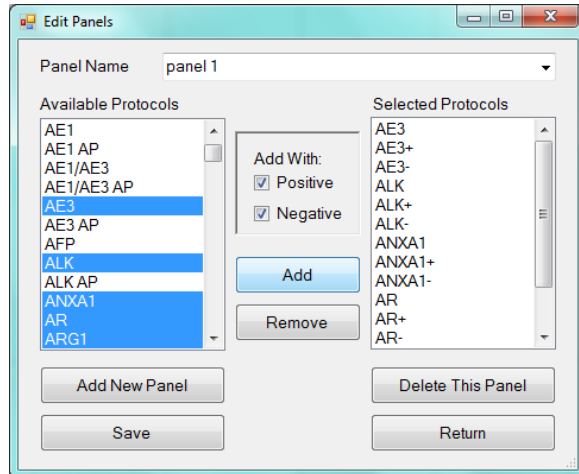 Edit Panels
Panel Name
panel 1
Available Protocols
AE1
AE1 AP
AE1/AE3
AE1/AE3 AP
AE3
AE3 AP
AFP
ALK
ALK AP
ANXA1
AR
ARG1
Add With:
Positive
Negative
Add
Remove
Selected Protocols
AE3
AE3+
AE3-
ALK
ALK+
ALK-
ANXA1
ANXA1+
ANXA1-
AR
AR+
AR-
Add New Panel
Delete This Panel
Save
Return